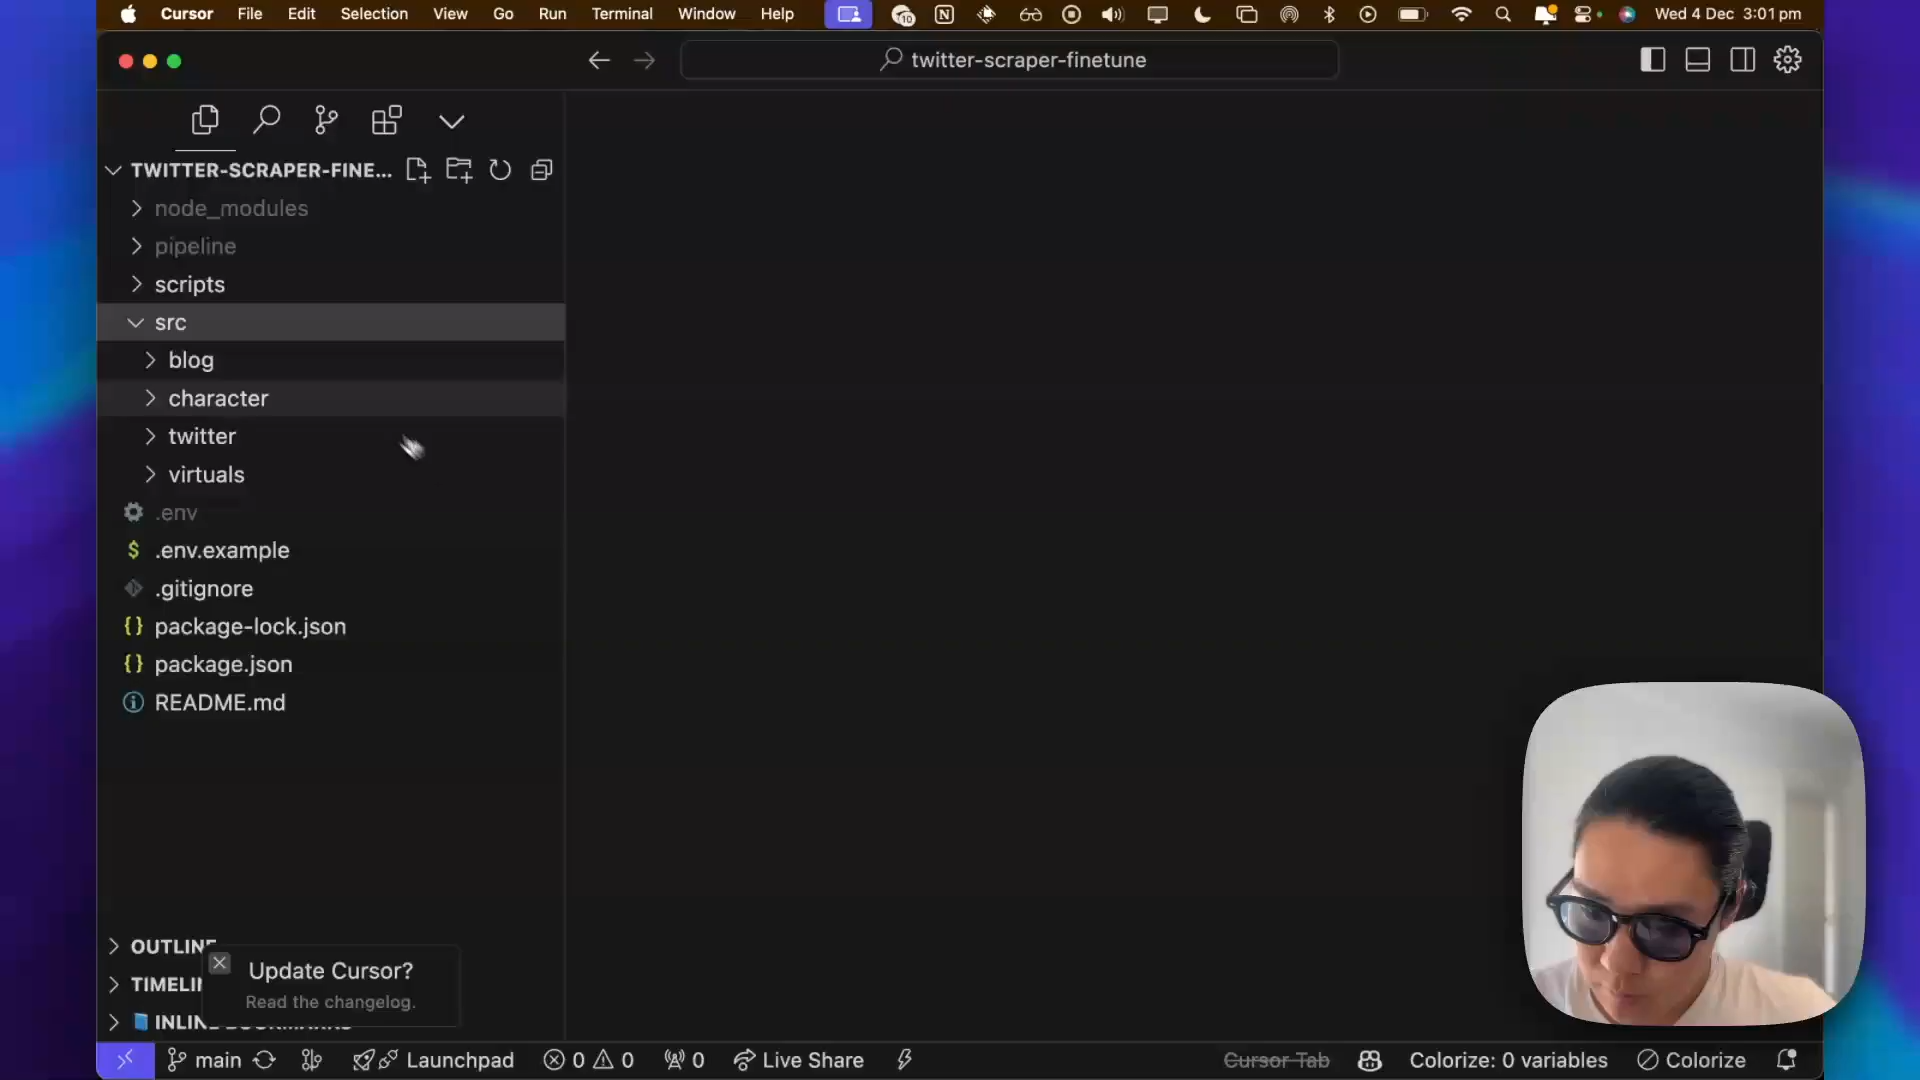 Cursor File Edit Selection View Go Run Terminal Window Help 10 Wed 4 Dec 3:01 pm
twitter-scraper-finetune
TWITTER-SCRAPER-FINE...
node_modules
pipeline
scripts
src
blog
character
twitter
virtuals
.env
$ .env.example
.gitignore
{} package-lock.json
{} package.json
README.md
OUTLINE
Update Cursor?
TIMELI
Read the changelog.
main Launchpad 0 0 0 Live Share Cursor Tab Colorize: 0 variables Colorize